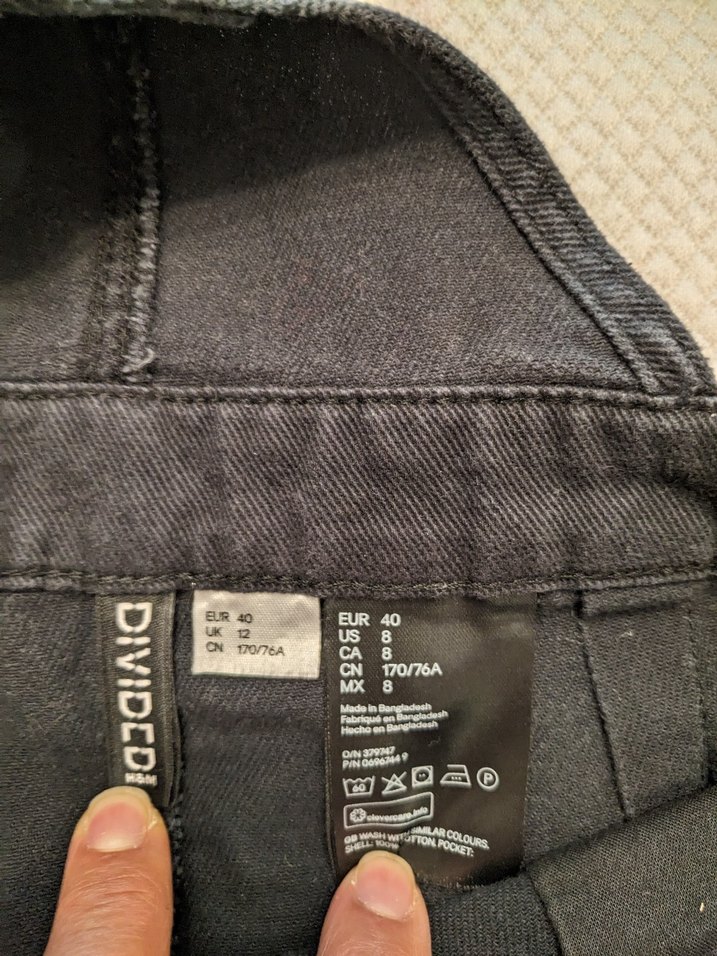 DIVIDED
H&M
EUR 40
UK 12
CN 170/76A
EUR 40
US 8
CA 8
CN 170/76A
MX 8
Made in Bangladesh
Fabriqué en Bangladesh
Hecho en Bangladesh
O/N 379747
P/N 0696744 9
60 P
clevercare.info
GB WASH WITH SIMILAR COLOURS.
SHELL: 100% COTTON. POCKET: